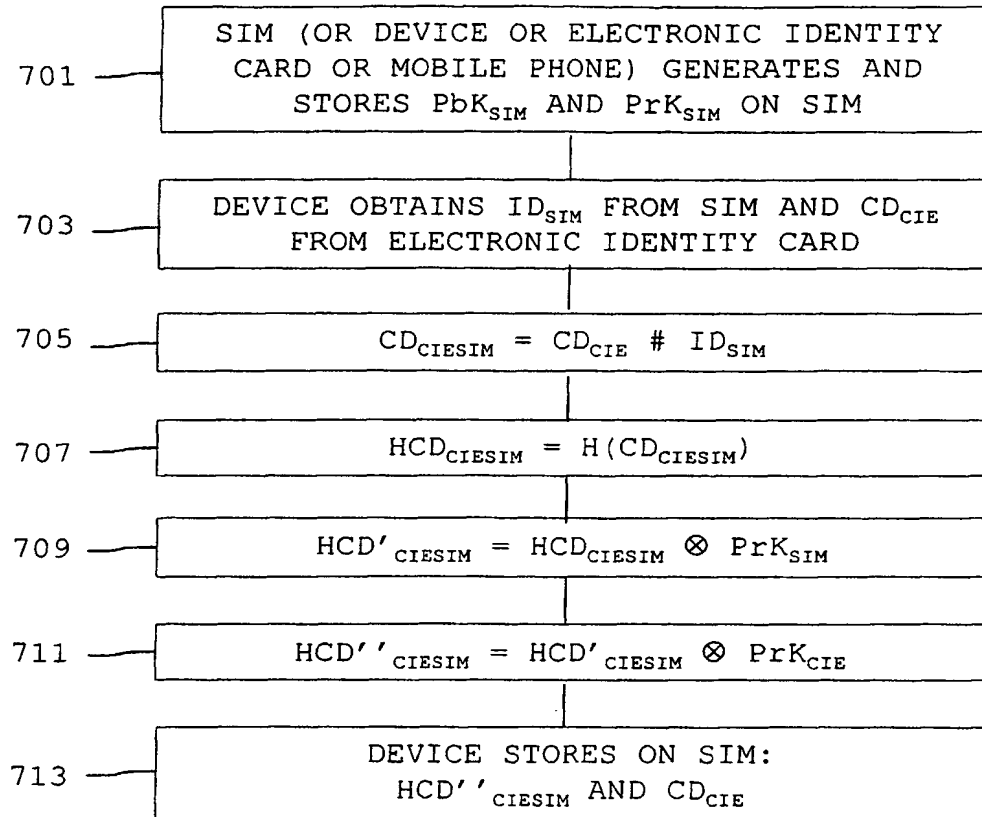 SIM (OR DEVICE OR ELECTRONIC IDENTITY
CARD OR MOBILE PHONE) GENERATES AND
STORES PbK_SIM AND PrK_SIM ON SIM
701
DEVICE OBTAINS ID_SIM FROM SIM AND CD_CIE
FROM ELECTRONIC IDENTITY CARD
703
705
CD_CIESIM = CD_CIE # ID_SIM
707
HCD_CIESIM = H(CD_CIESIM)
709
HCD'_CIESIM = HCD_CIESIM ⊗ PrK_SIM
711
HCD''_CIESIM = HCD'_CIESIM ⊗ PrK_CIE
713
DEVICE STORES ON SIM:
HCD''_CIESIM AND CD_CIE